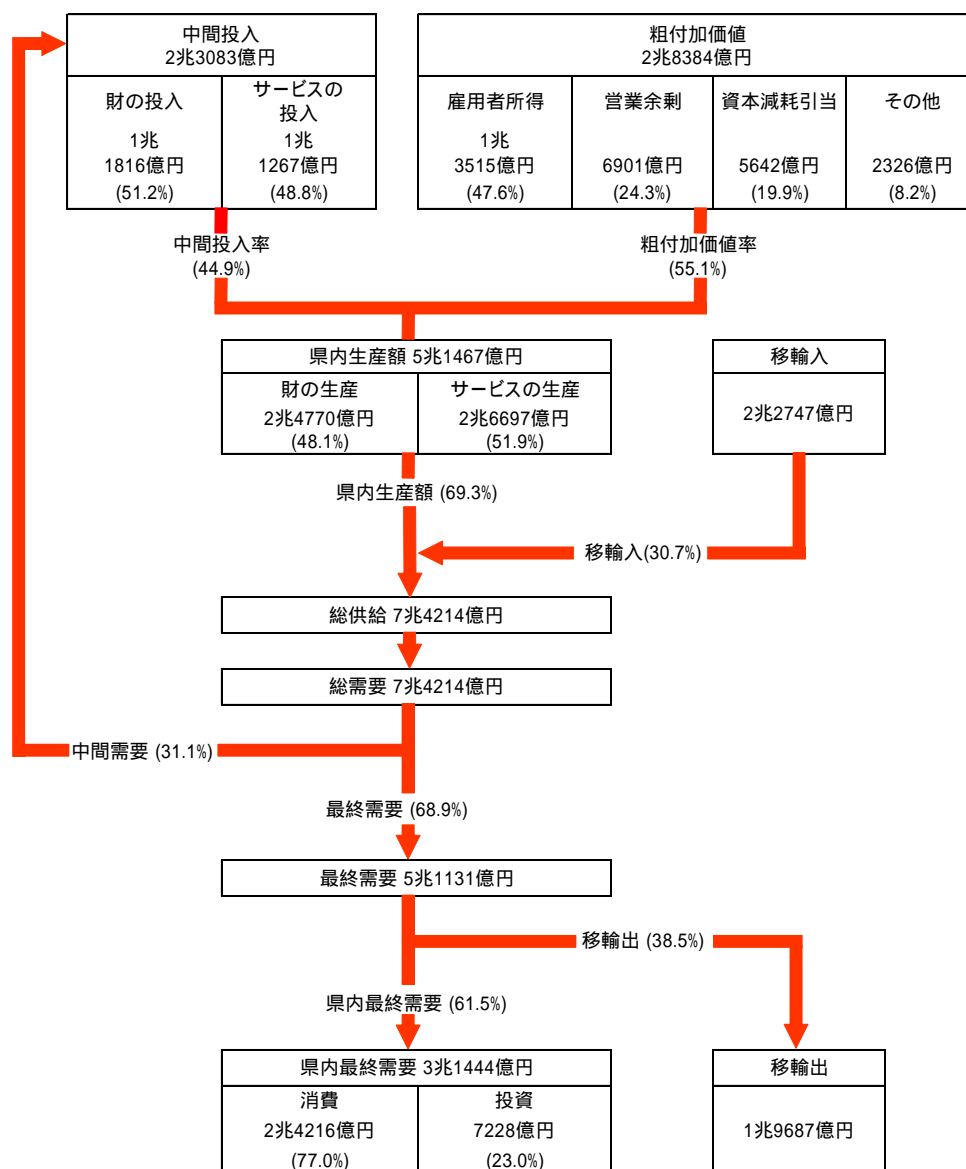 中間投入
2兆3083億円
財の投入
1兆
1816億円
(51.2%)
サービスの
投入
1兆
1267億円
(48.8%)
粗付加価値
2兆8384億円
雇用者所得
1兆
3515億円
(47.6%)
営業余剰
6901億円
(24.3%)
資本減耗引当
5642億円
(19.9%)
その他
2326億円
(8.2%)
中間投入率
(44.9%)
粗付加価値率
(55.1%)
県内生産額 5兆1467億円
財の生産
2兆4770億円
(48.1%)
サービスの生産
2兆6697億円
(51.9%)
移輸入
2兆2747億円
県内生産額 (69.3%)
移輸入(30.7%)
総供給 7兆4214億円
総需要 7兆4214億円
中間需要 (31.1%)
最終需要 (68.9%)
最終需要 5兆1131億円
移輸出 (38.5%)
県内最終需要 (61.5%)
県内最終需要 3兆1444億円
消費
2兆4216億円
(77.0%)
投資
7228億円
(23.0%)
移輸出
1兆9687億円